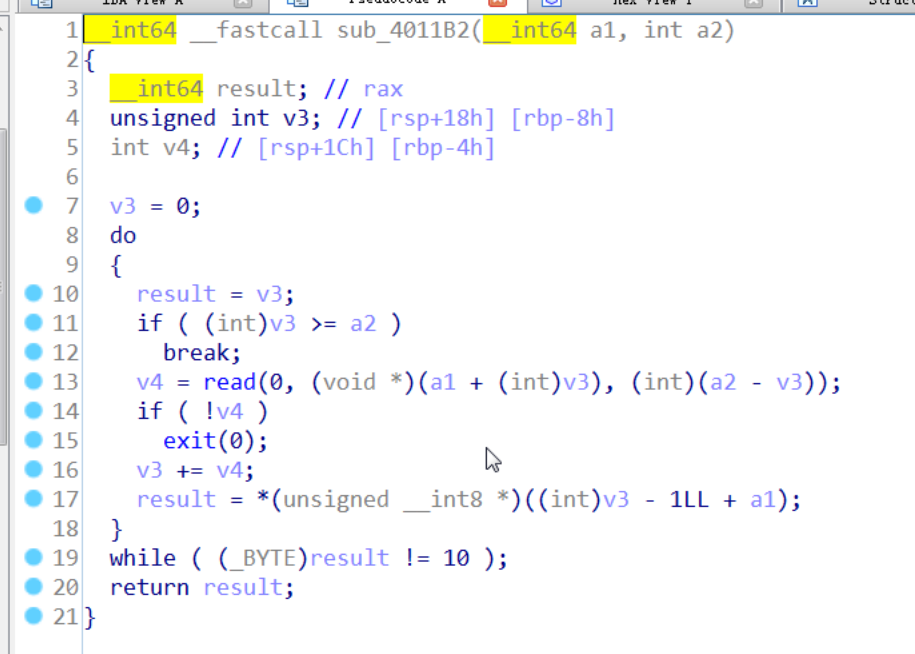 IDA View-A Pseudocode-A Hex View-1 Struc
1 __int64 __fastcall sub_4011B2(__int64 a1, int a2)
2 {
3 __int64 result; // rax
4 unsigned int v3; // [rsp+18h] [rbp-8h]
5 int v4; // [rsp+1Ch] [rbp-4h]
6
7 v3 = 0;
8 do
9 {
10 result = v3;
11 if ( (int)v3 >= a2 )
12 break;
13 v4 = read(0, (void *)(a1 + (int)v3), (int)(a2 - v3));
14 if ( !v4 )
15 exit(0);
16 v3 += v4;
17 result = *(unsigned __int8 *)((int)v3 - 1LL + a1);
18 }
19 while ( (_BYTE)result != 10 );
20 return result;
21 }